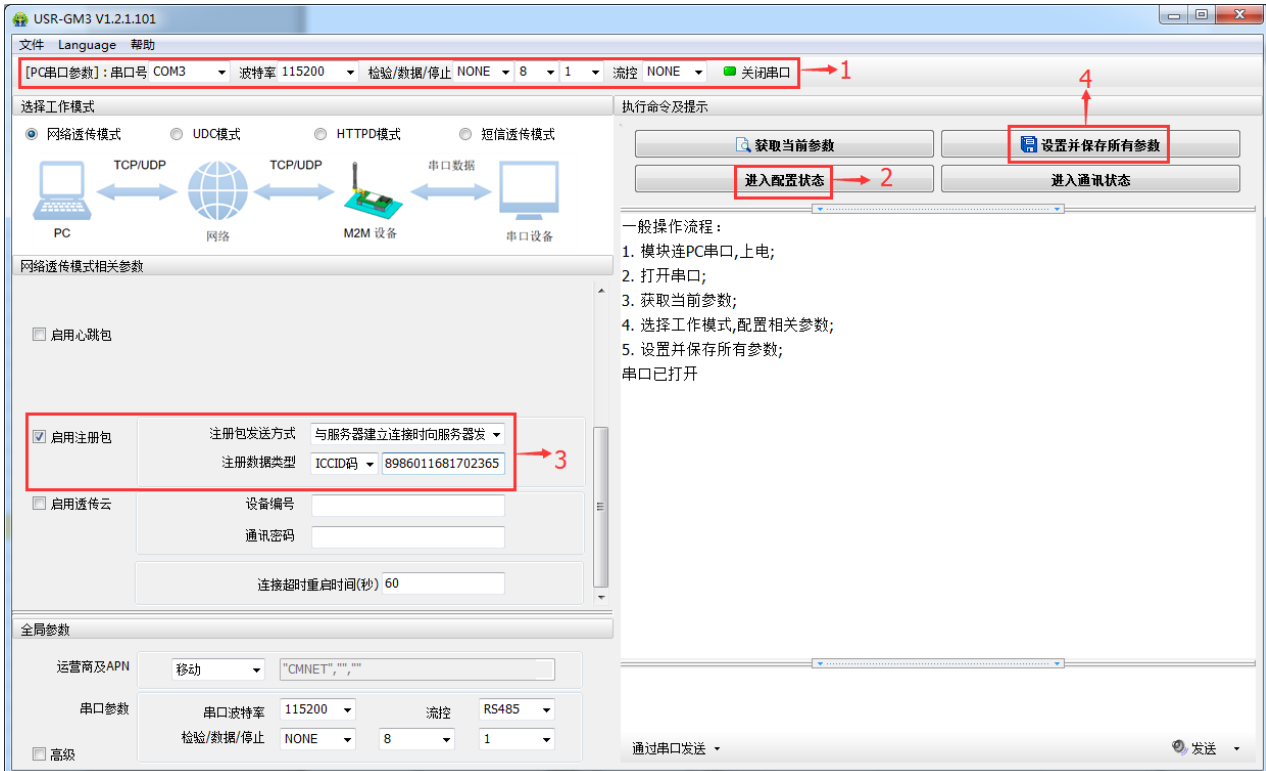 USR-GM3 V1.2.1.101
文件 Language 帮助
[PC串口参数]:串口号 COM3 波特率 115200 检验/数据/停止 NONE 8 1 流控 NONE 关闭串口 1
选择工作模式
网络透传模式 UDC模式 HTTPD模式 短信透传模式
TCP/UDP TCP/UDP 串口数据
PC 网络 M2M 设备 串口设备
网络透传模式相关参数
启用心跳包
启用注册包 注册包发送方式 与服务器建立连接时向服务器发
注册数据类型 ICCID码 8986011681702365 3
启用透传云 设备编号
通讯密码
连接超时重启时间(秒) 60
全局参数
运营商及APN 移动 "CMNET","",""
串口参数 串口波特率 115200 流控 RS485
检验/数据/停止 NONE 8 1
高级
4
执行命令及提示
获取当前参数 设置并保存所有参数
进入配置状态 2 进入通讯状态
一般操作流程:
1. 模块连PC串口,上电;
2. 打开串口;
3. 获取当前参数;
4. 选择工作模式,配置相关参数;
5. 设置并保存所有参数;
串口已打开
通过串口发送 发送